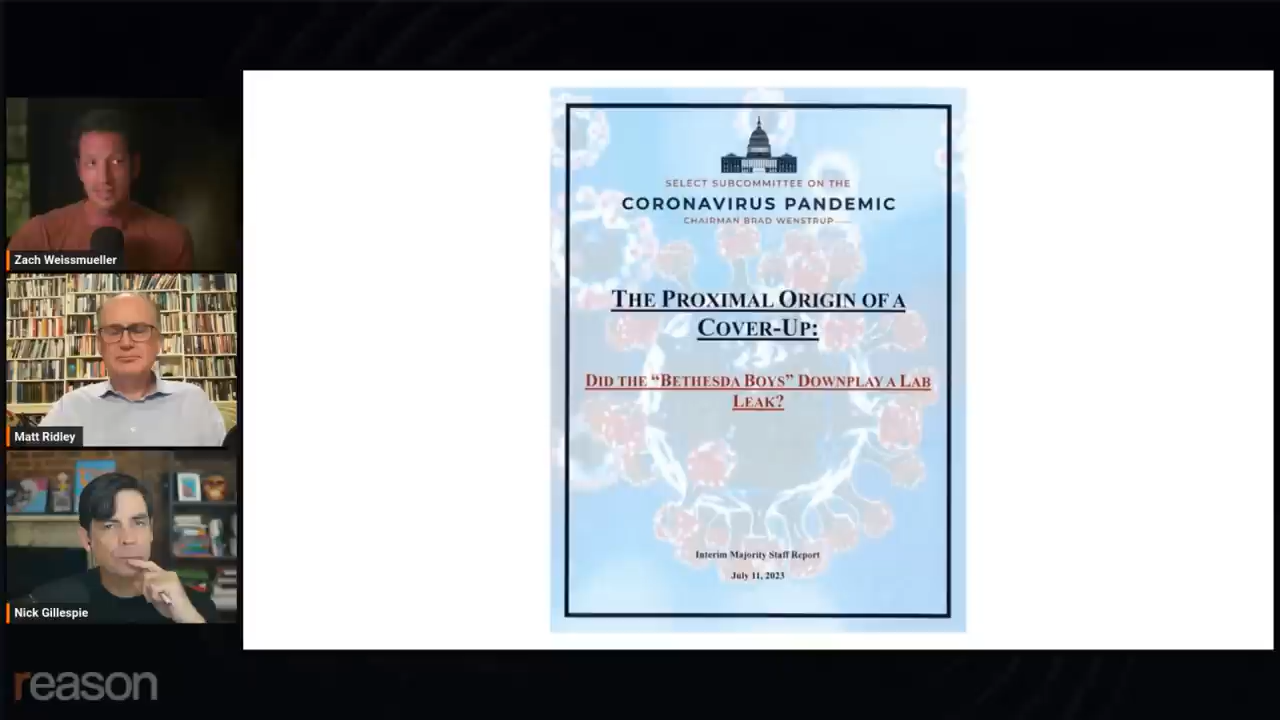 Zach Weissmueller
Matt Ridley
Nick Gillespie
reason
SELECT SUBCOMMITTEE ON THE
CORONAVIRUS PANDEMIC
CHAIRMAN BRAD WENSTRUP
THE PROXIMAL ORIGIN OF A
COVER-UP:
DID THE “BETHESDA BOYS” DOWNPLAY A LAB
LEAK?
Interim Majority Staff Report
July 11, 2023